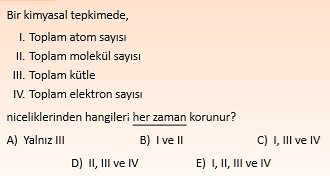 Bir kimyasal tepkimede,
I. Toplam atom sayısı
II. Toplam molekül sayısı
III. Toplam kütle
IV. Toplam elektron sayısı
niceliklerinden hangileri her zaman korunur?
A) Yalnız III B) I ve II C) I, III ve IV
D) II, III ve IV E) I, II, III ve IV